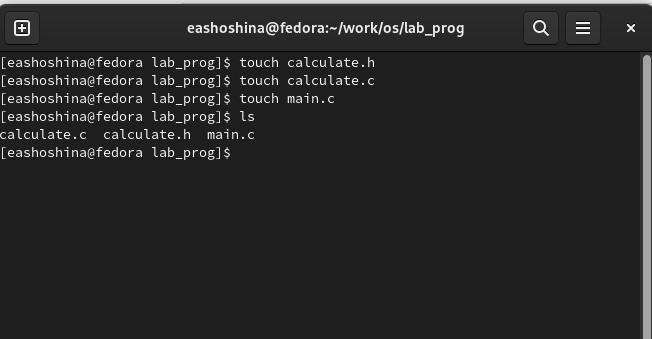 eashoshina@fedora:~/work/os/lab_prog
[eashoshina@fedora lab_prog]$ touch calculate.h
[eashoshina@fedora lab_prog]$ touch calculate.c
[eashoshina@fedora lab_prog]$ touch main.c
[eashoshina@fedora lab_prog]$ ls
calculate.c  calculate.h  main.c
[eashoshina@fedora lab_prog]$